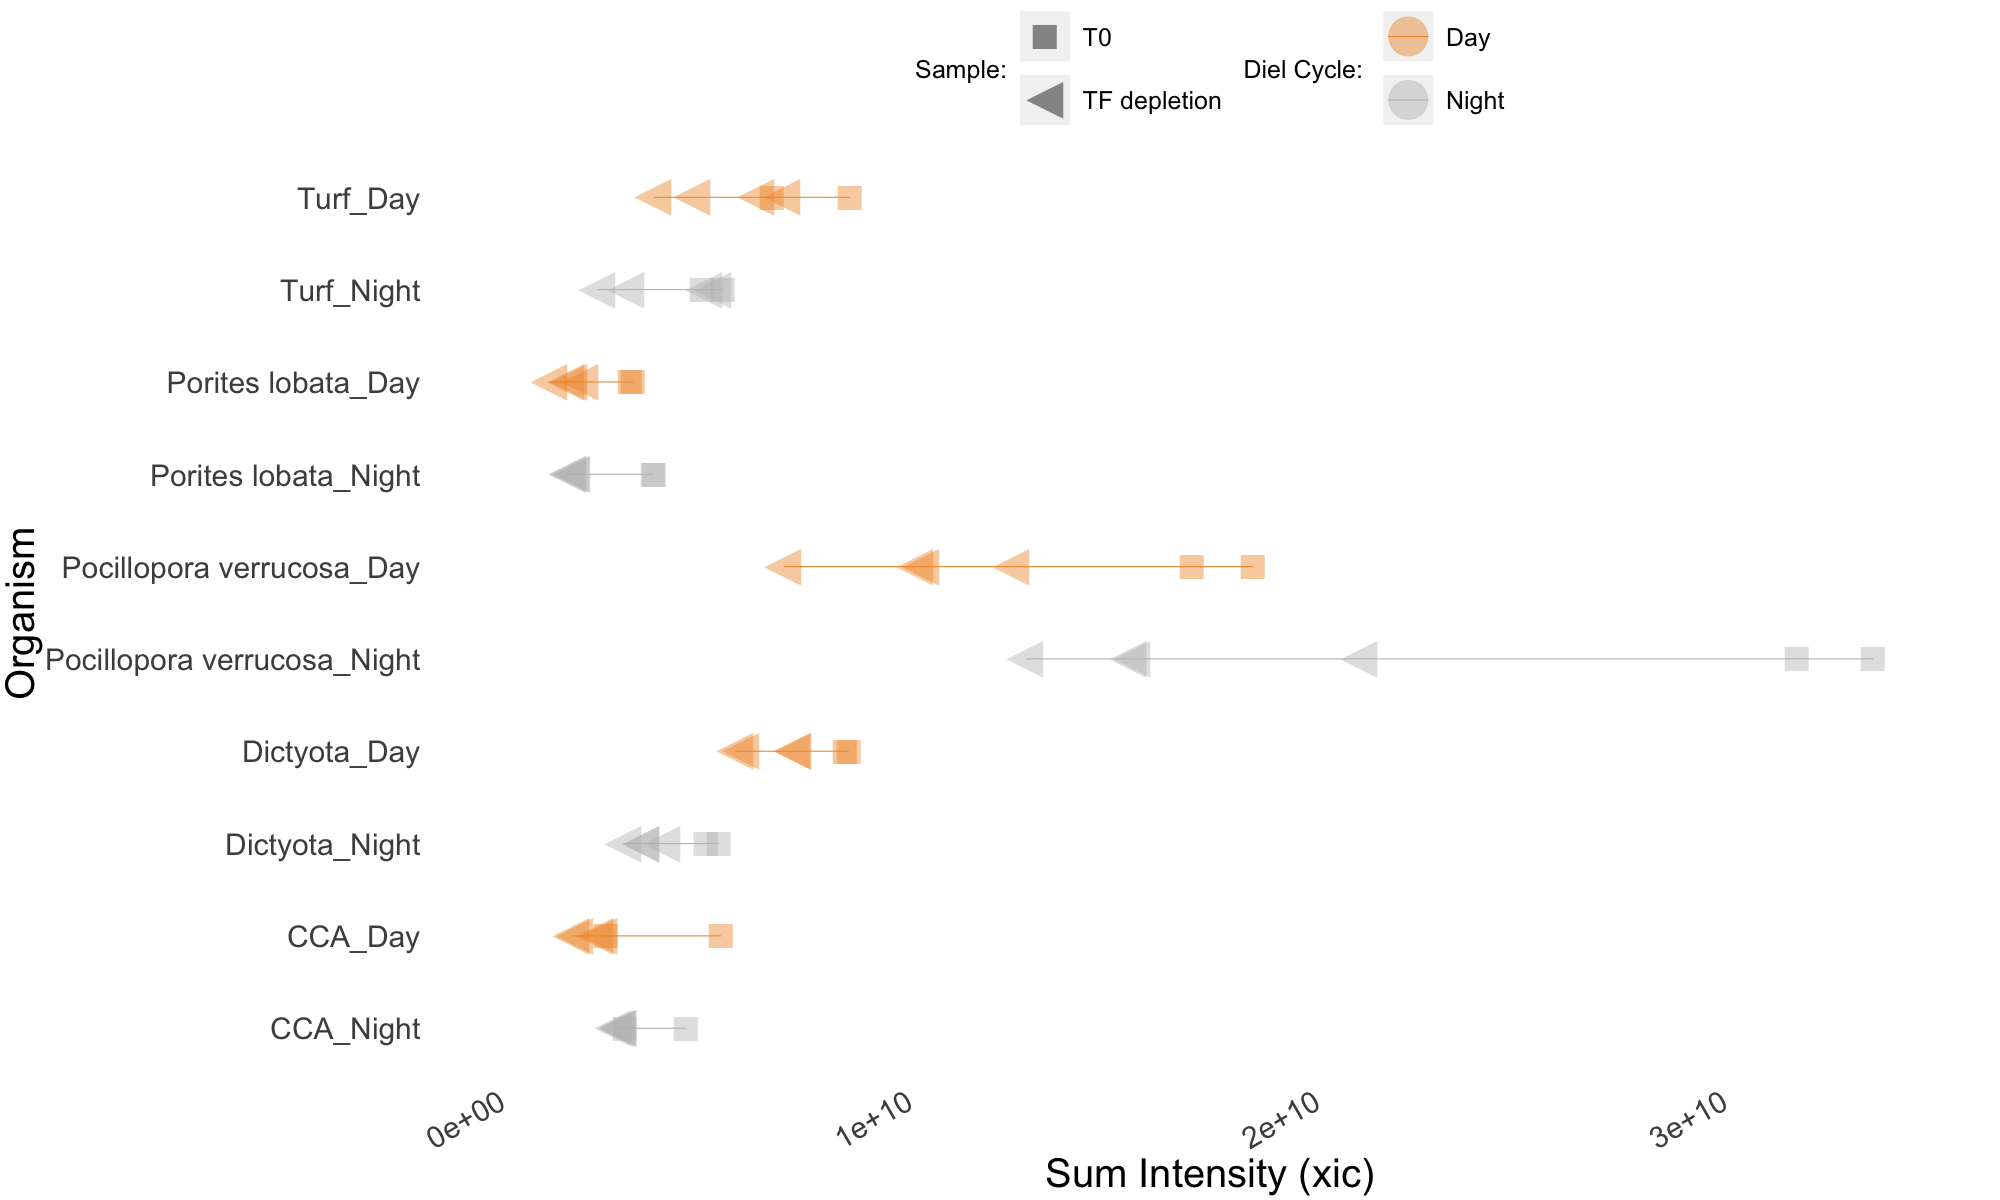 Sample:
T0
TF depletion
Diel Cycle:
Day
Night
Organism
Turf_Day
Turf_Night
Porites lobata_Day
Porites lobata_Night
Pocillopora verrucosa_Day
Pocillopora verrucosa_Night
Dictyota_Day
Dictyota_Night
CCA_Day
CCA_Night
0e+00
1e+10
2e+10
3e+10
Sum Intensity (xic)